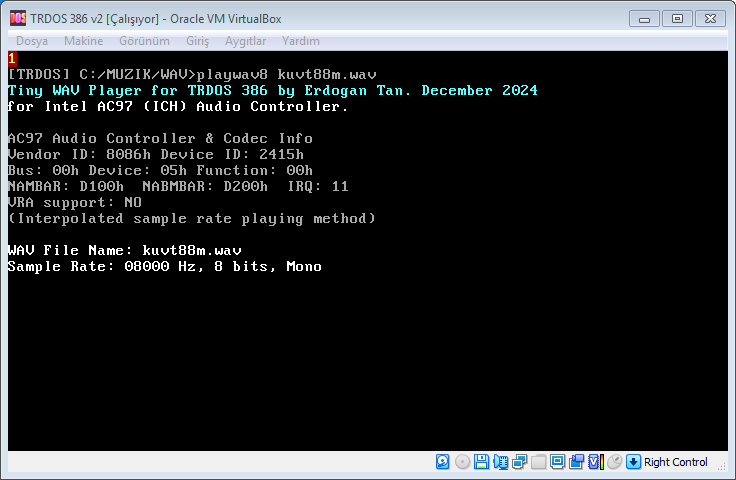 TRDOS 386 v2 [Çalışıyor] - Oracle VM VirtualBox
Dosya Makine Görünüm Giriş Aygıtlar Yardım
1
[TRDOS] C:/MUZIK/WAV>playwav8 kuvt88m.wav
Tiny WAV Player for TRDOS 386 by Erdogan Tan. December 2024
for Intel AC97 (ICH) Audio Controller.
AC97 Audio Controller & Codec Info
Vendor ID: 8086h Device ID: 2415h
Bus: 00h Device: 05h Function: 00h
NAMBAR: D100h NABMBAR: D200h IRQ: 11
VRA support: NO
(Interpolated sample rate playing method)
WAV File Name: kuvt88m.wav
Sample Rate: 08000 Hz, 8 bits, Mono
Right Control